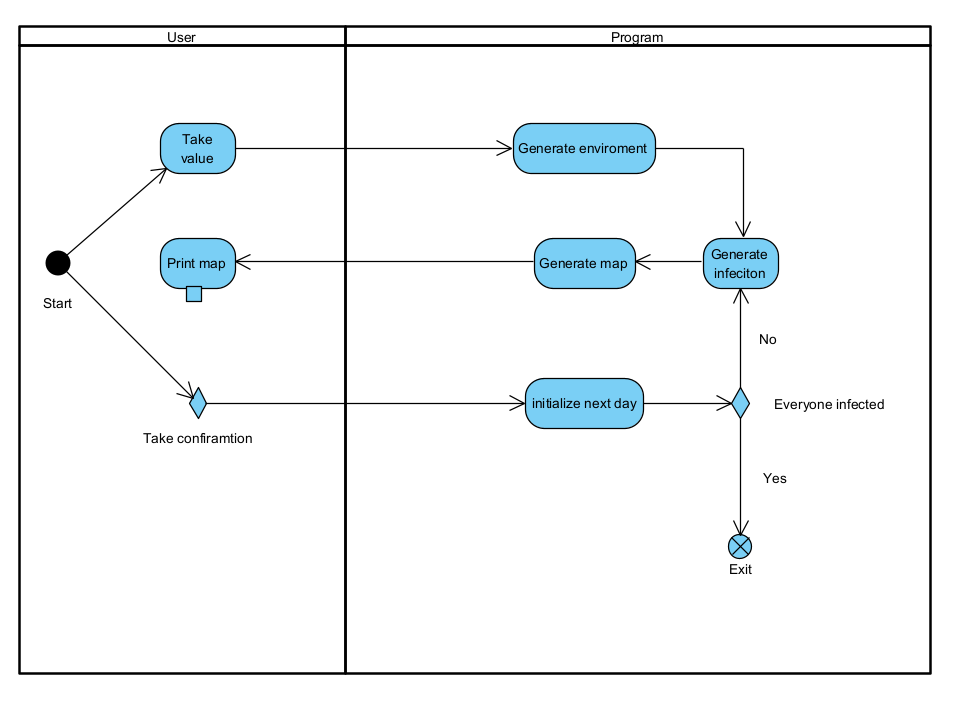 User
Program
Take
value
Generate enviroment
Print map
Generate map
Generate
infeciton
Start
No
initialize next day
Everyone infected
Take confiramtion
Yes
Exit